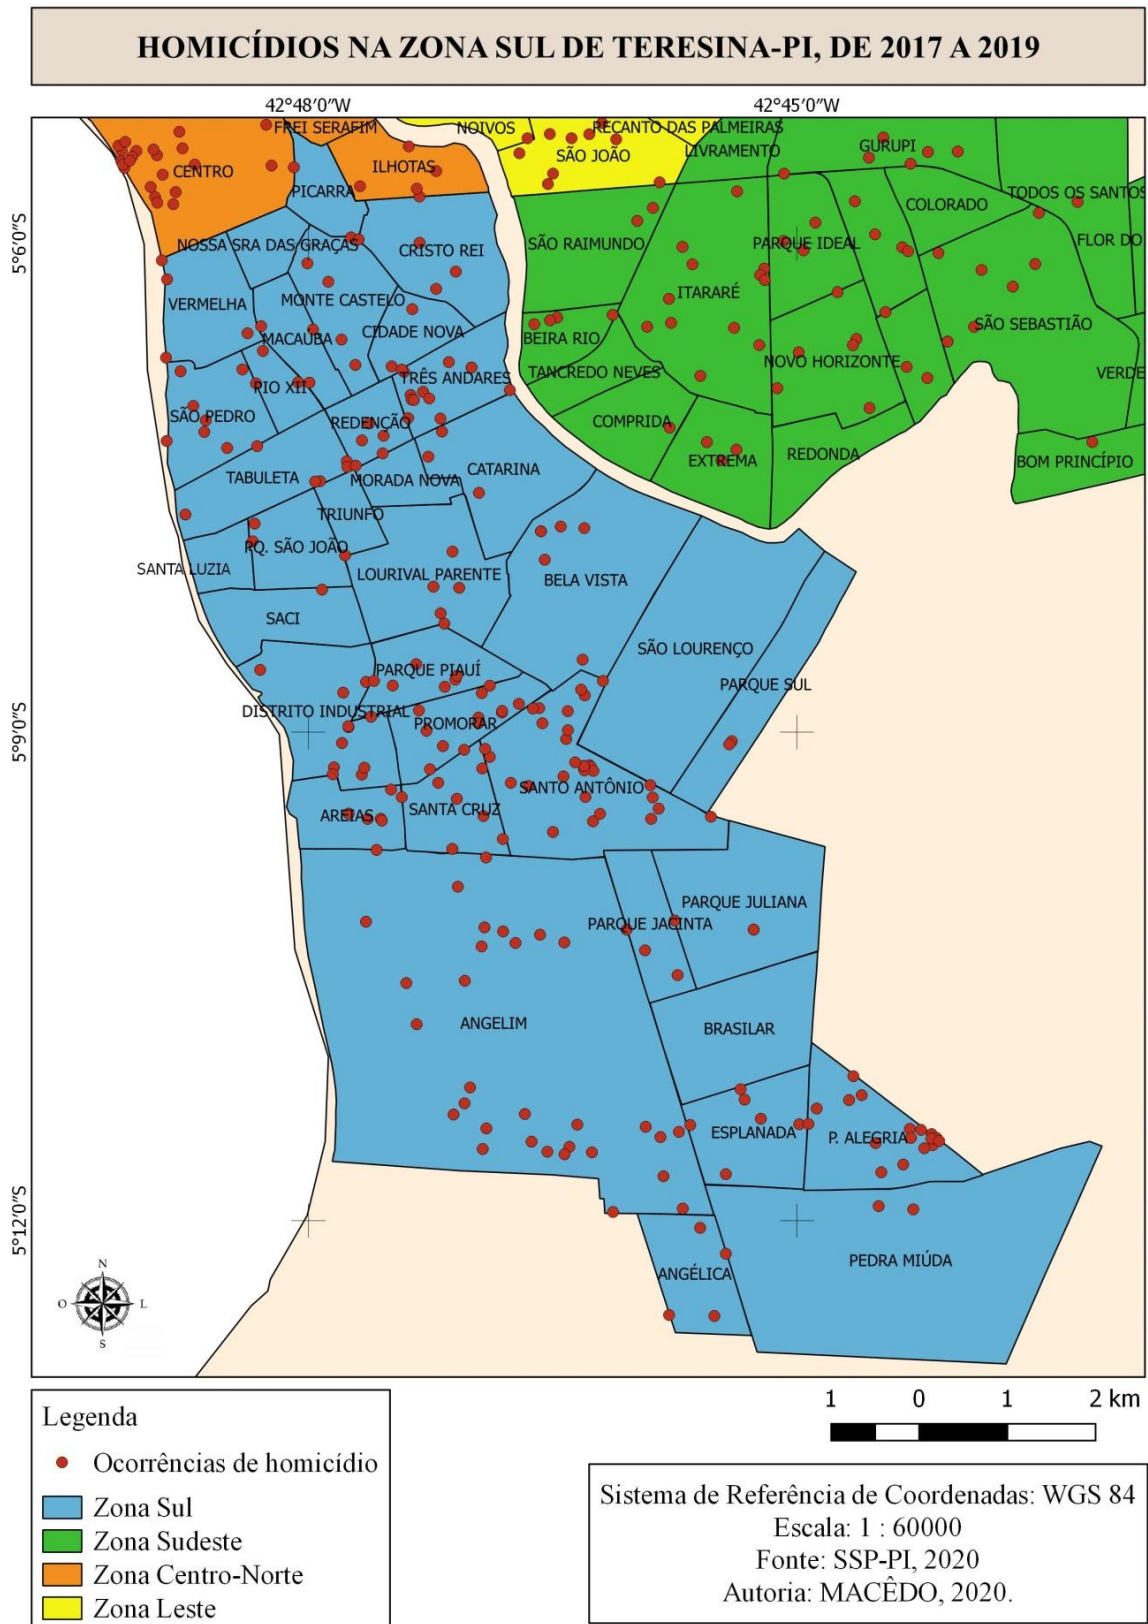 HOMICÍDIOS NA ZONA SUL DE TERESINA-PI, DE 2017 A 2019
42°48'0"W
42°45'0"W
FREI SERAFIM
NOIVOS
RECANTO DAS PALMEIRAS
CENTRO
ILHOTAS
SÃO JOÃO
LIVRAMENTO
GURUPI
PICARRA
COLORADO
TODOS OS SANTOS
5°6'0"S
NOSSA SRA DAS GRAÇAS
CRISTO REI
SÃO RAIMUNDO
PARQUE IDEAL
FLOR DO
VERMELHA
MONTE CASTELO
ITARARÉ
MACAÚBA
CIDADE NOVA
BEIRA RIO
SÃO SEBASTIÃO
PIO XII
TRÊS ANDARES
TANCREDO NEVES
NOVO HORIZONTE
VERDE
SÃO PEDRO
REDENÇÃO
COMPRIDA
EXTREMA
REDONDA
BOM PRINCÍPIO
TABULETA
MORADA NOVA
CATARINA
TRIUNFO
PQ. SÃO JOÃO
SANTA LUZIA
LOURIVAL PARENTE
BELA VISTA
SACI
SÃO LOURENÇO
PARQUE PIAUÍ
PARQUE SUL
5°9'0"S
DISTRITO INDUSTRIAL
PROMORAR
SANTO ANTÔNIO
AREIAS
SANTA CRUZ
PARQUE JULIANA
PARQUE JACINTA
ANGELIM
BRASILAR
ESPLANADA
P. ALEGRIA
5°12'0"S
PEDRA MIÚDA
ANGÉLICA
N
O
L
S
1 0 1 2 km
Legenda
Ocorrências de homicídio
Zona Sul
Zona Sudeste
Zona Centro-Norte
Zona Leste
Sistema de Referência de Coordenadas: WGS 84
Escala: 1 : 60000
Fonte: SSP-PI, 2020
Autoria: MACÊDO, 2020.